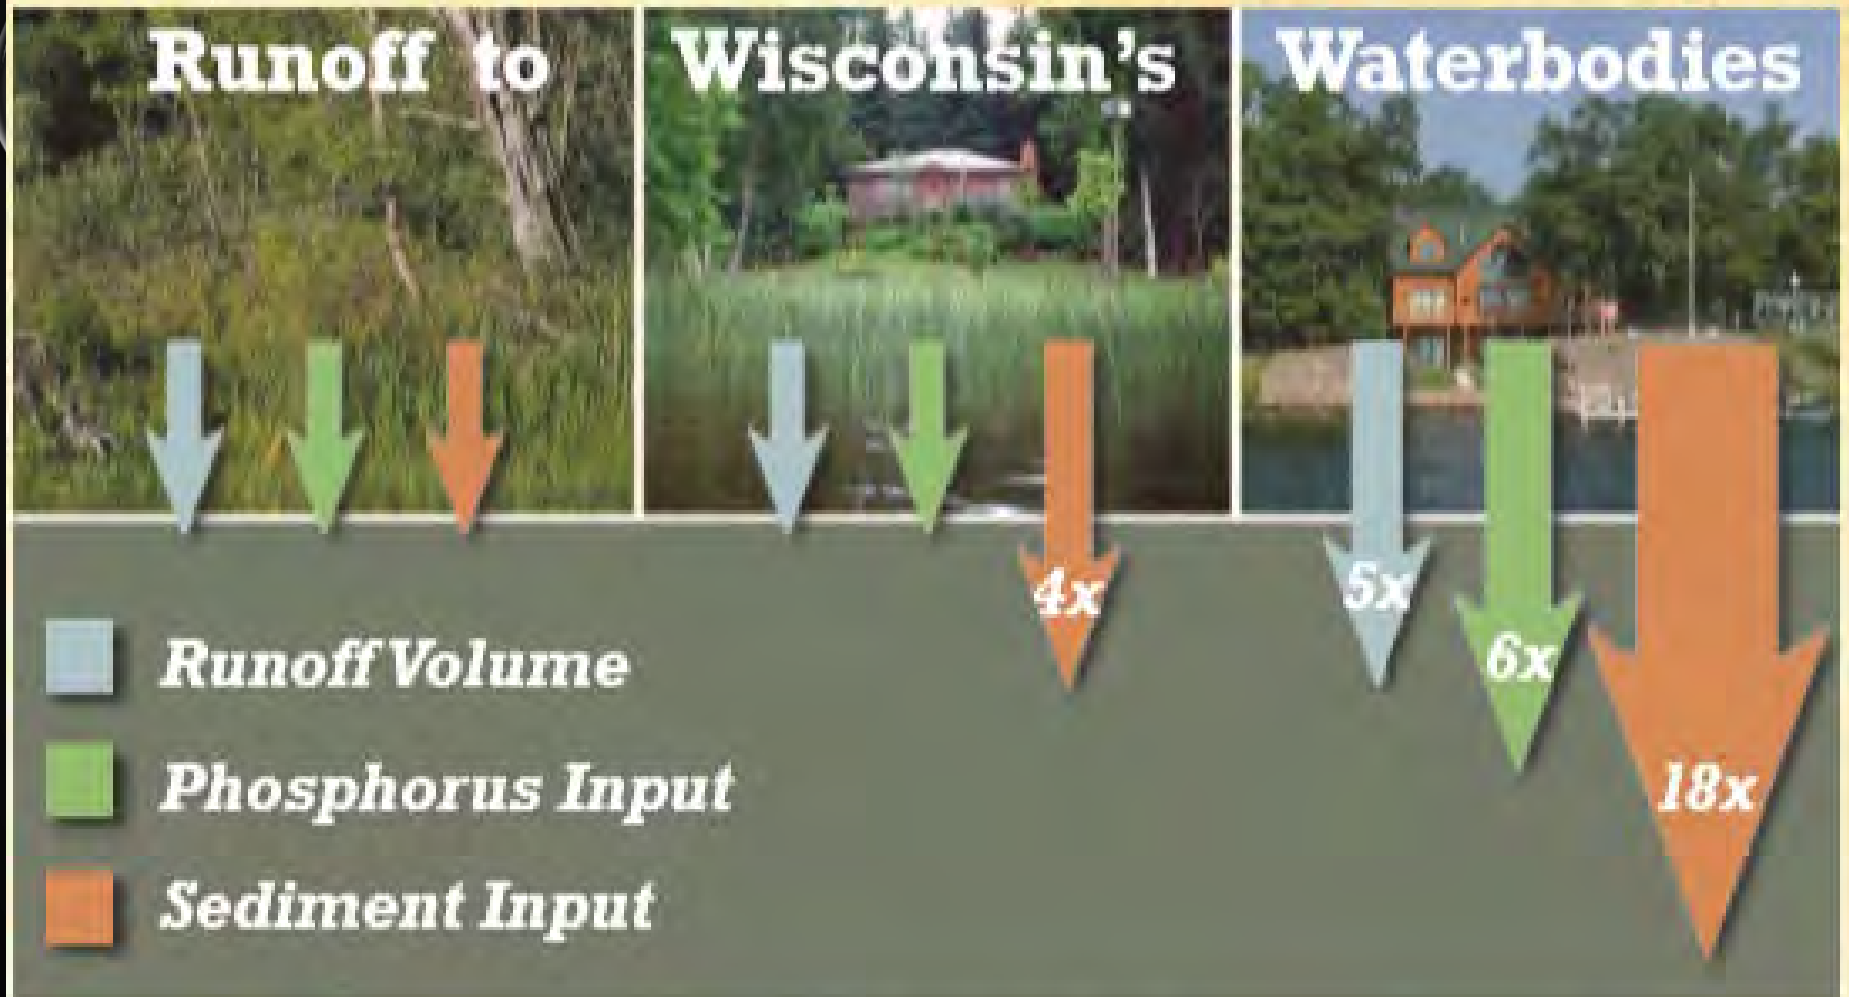 Runoff to Wisconsin's Waterbodies
4x
5x
6x
18x
Runoff Volume
Phosphorus Input
Sediment Input